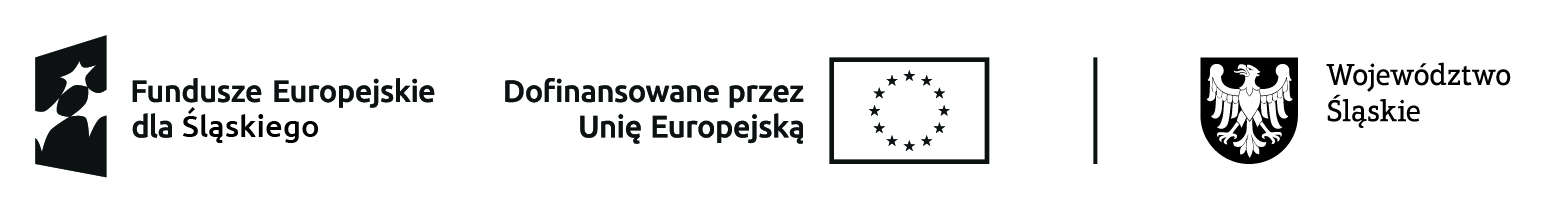 Fundusze Europejskie
dla Śląskiego
Dofinansowane przez
Unię Europejską
Województwo
Śląskie